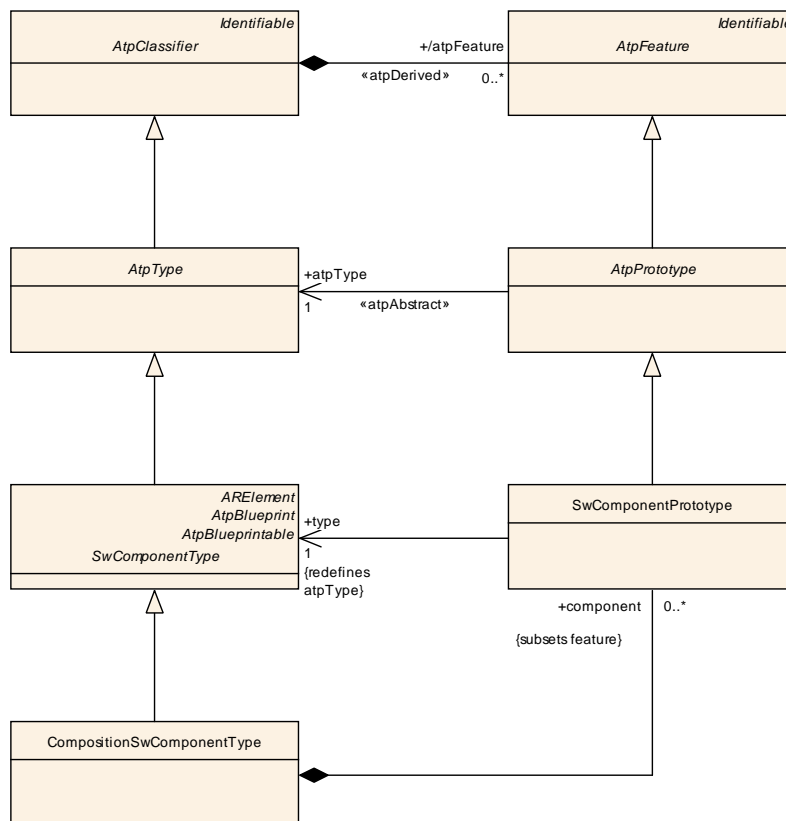 Identifiable
AtpClassifier
+/atpFeature
«atpDerived»
0..*
Identifiable
AtpFeature
AtpType
+atpType
1
«atpAbstract»
AtpPrototype
ARElement
AtpBlueprint
AtpBlueprintable
SwComponentType
+type
1
{redefines
atpType}
SwComponentPrototype
+component
0..*
{subsets feature}
CompositionSwComponentType